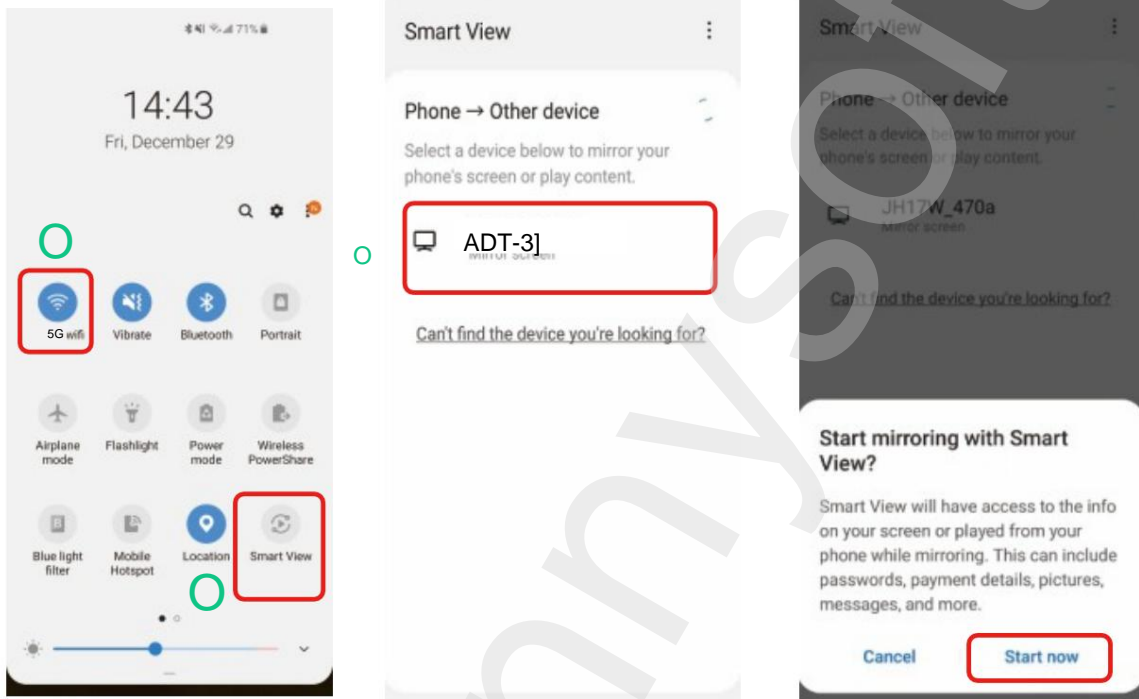 71%
14:43
Fri, December 29
O
5G wifi
Vibrate
Bluetooth
Portrait
Airplane
mode
Flashlight
Power
mode
Wireless
PowerShare
Blue light
filter
Mobile
Hotspot
Location
Smart View
O
Smart View
Phone → Other device
Select a device below to mirror your
phone's screen or play content.
O
ADT-3]
Mirror screen
Can't find the device you're looking for?
Smart View
Phone → Other device
Select a device below to mirror your
phone's screen or play content.
JH17W_470a
Mirror screen
Can't find the device you're looking for?
Start mirroring with Smart
View?
Smart View will have access to the info
on your screen or played from your
phone while mirroring. This can include
passwords, payment details, pictures,
messages, and more.
Cancel
Start now